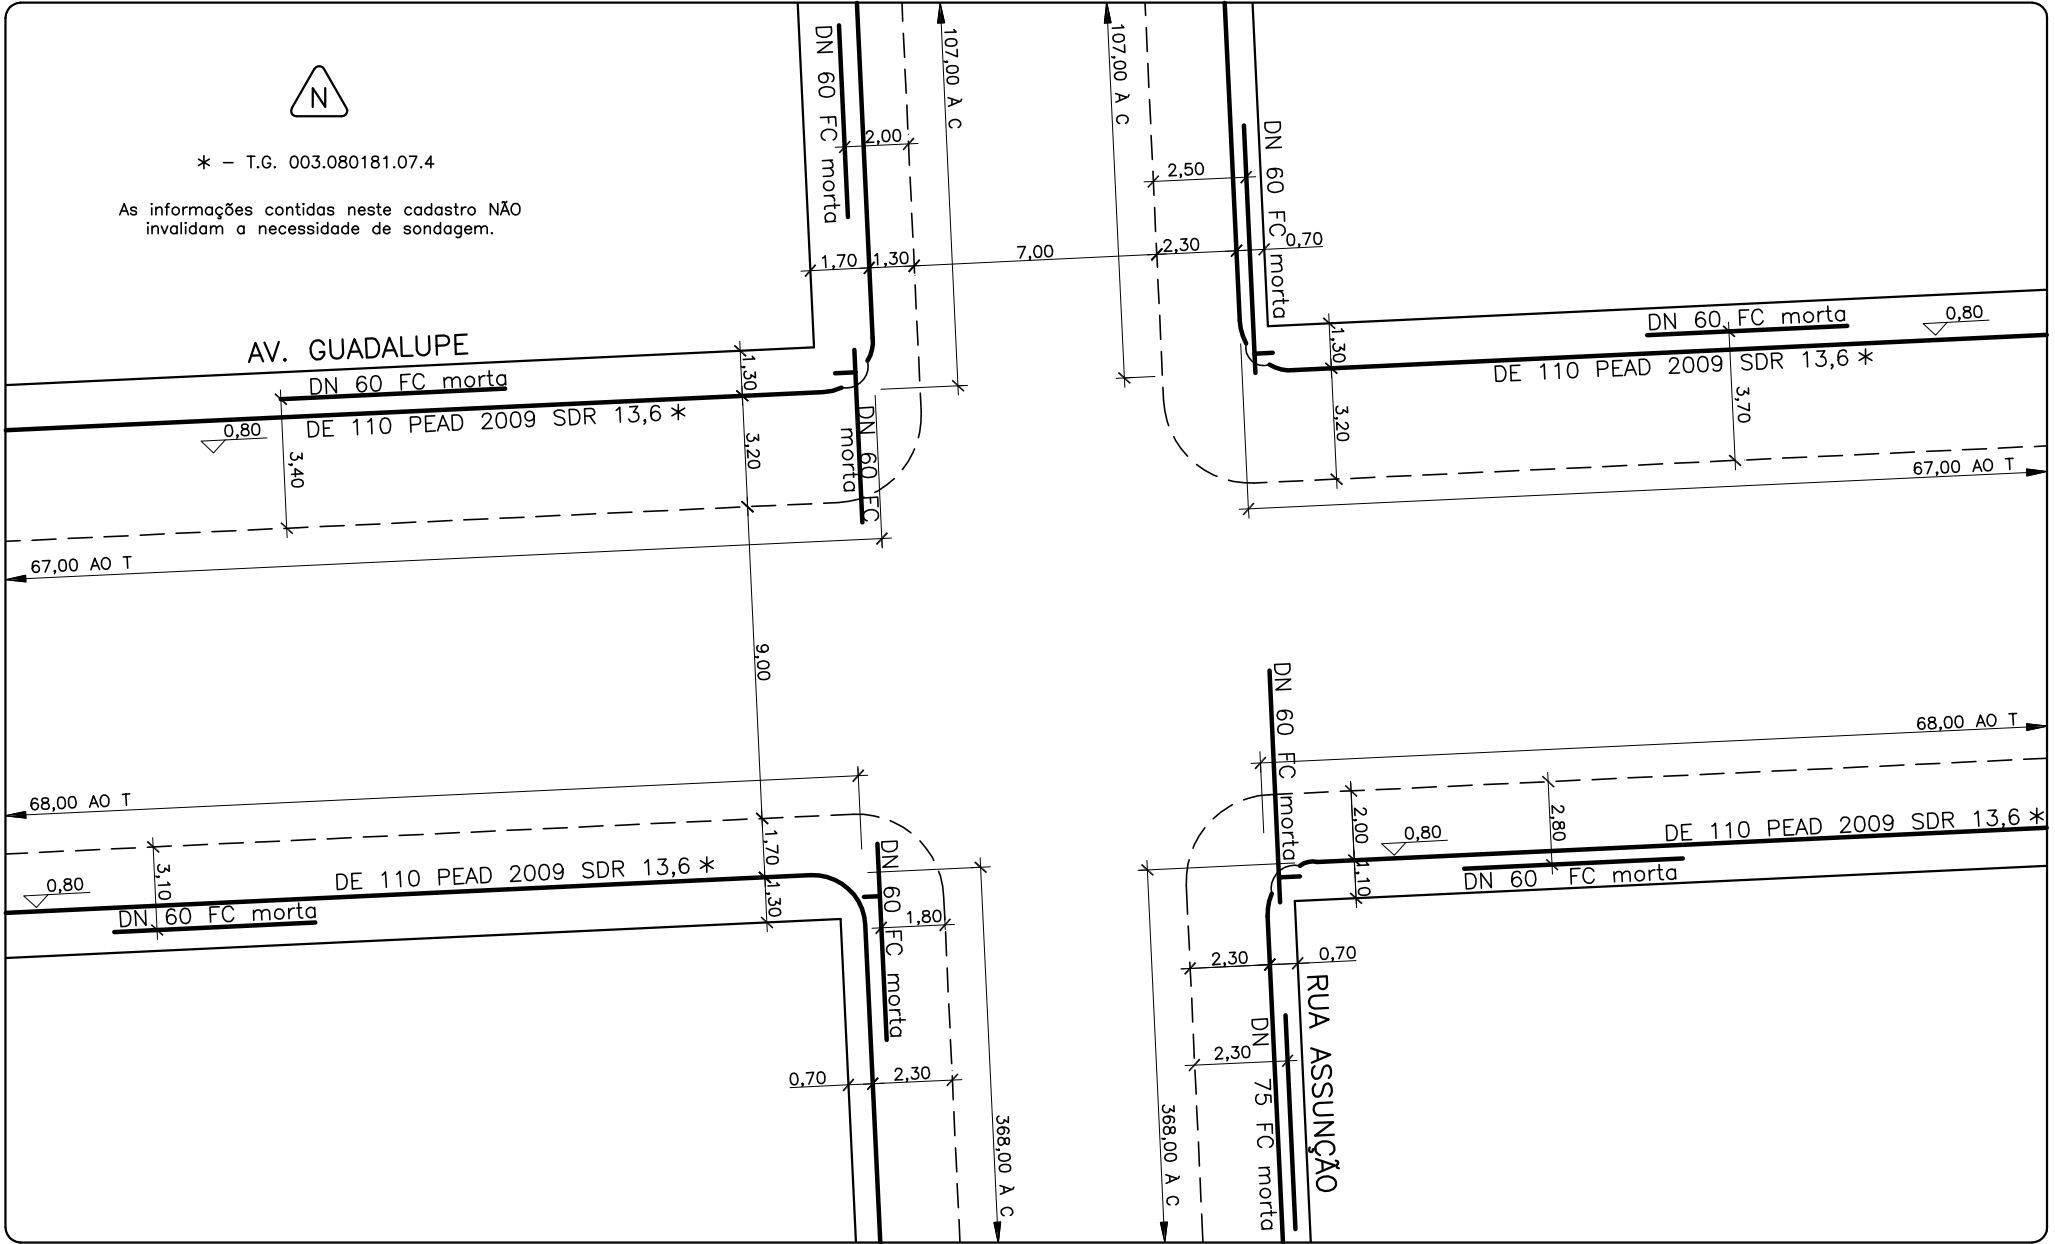 N
* - T.G. 003.080181.07.4
As informações contidas neste cadastro NÃO
invalidam a necessidade de sondagem.
DN 60 FC morta
2,00
107,00 À C
107,00 À C
2,50
DN 60 FC morta
1,70
1,30
7,00
2,30
0,70
AV. GUADALUPE
DN 60 FC morta
1,30
DE 110 PEAD 2009 SDR 13,6 *
0,80
3,40
3,20
DN 60 FC
morta
67,00 AO T
1,30
DN 60 FC morta
0,80
DE 110 PEAD 2009 SDR 13,6 *
3,20
3,70
67,00 AO T
9,00
68,00 AO T
DN 60 FC morta
68,00 AO T
3,10
0,80
DE 110 PEAD 2009 SDR 13,6 *
DN 60 FC morta
1,70
1,30
DN 60 FC morta
1,80
0,70
2,30
368,00 À C
2,00
0,80
2,80
DE 110 PEAD 2009 SDR 13,6 *
1,10
DN 60 FC morta
2,30
0,70
RUA ASSUNÇÃO
2,30
DN 75 FC morta
368,00 À C